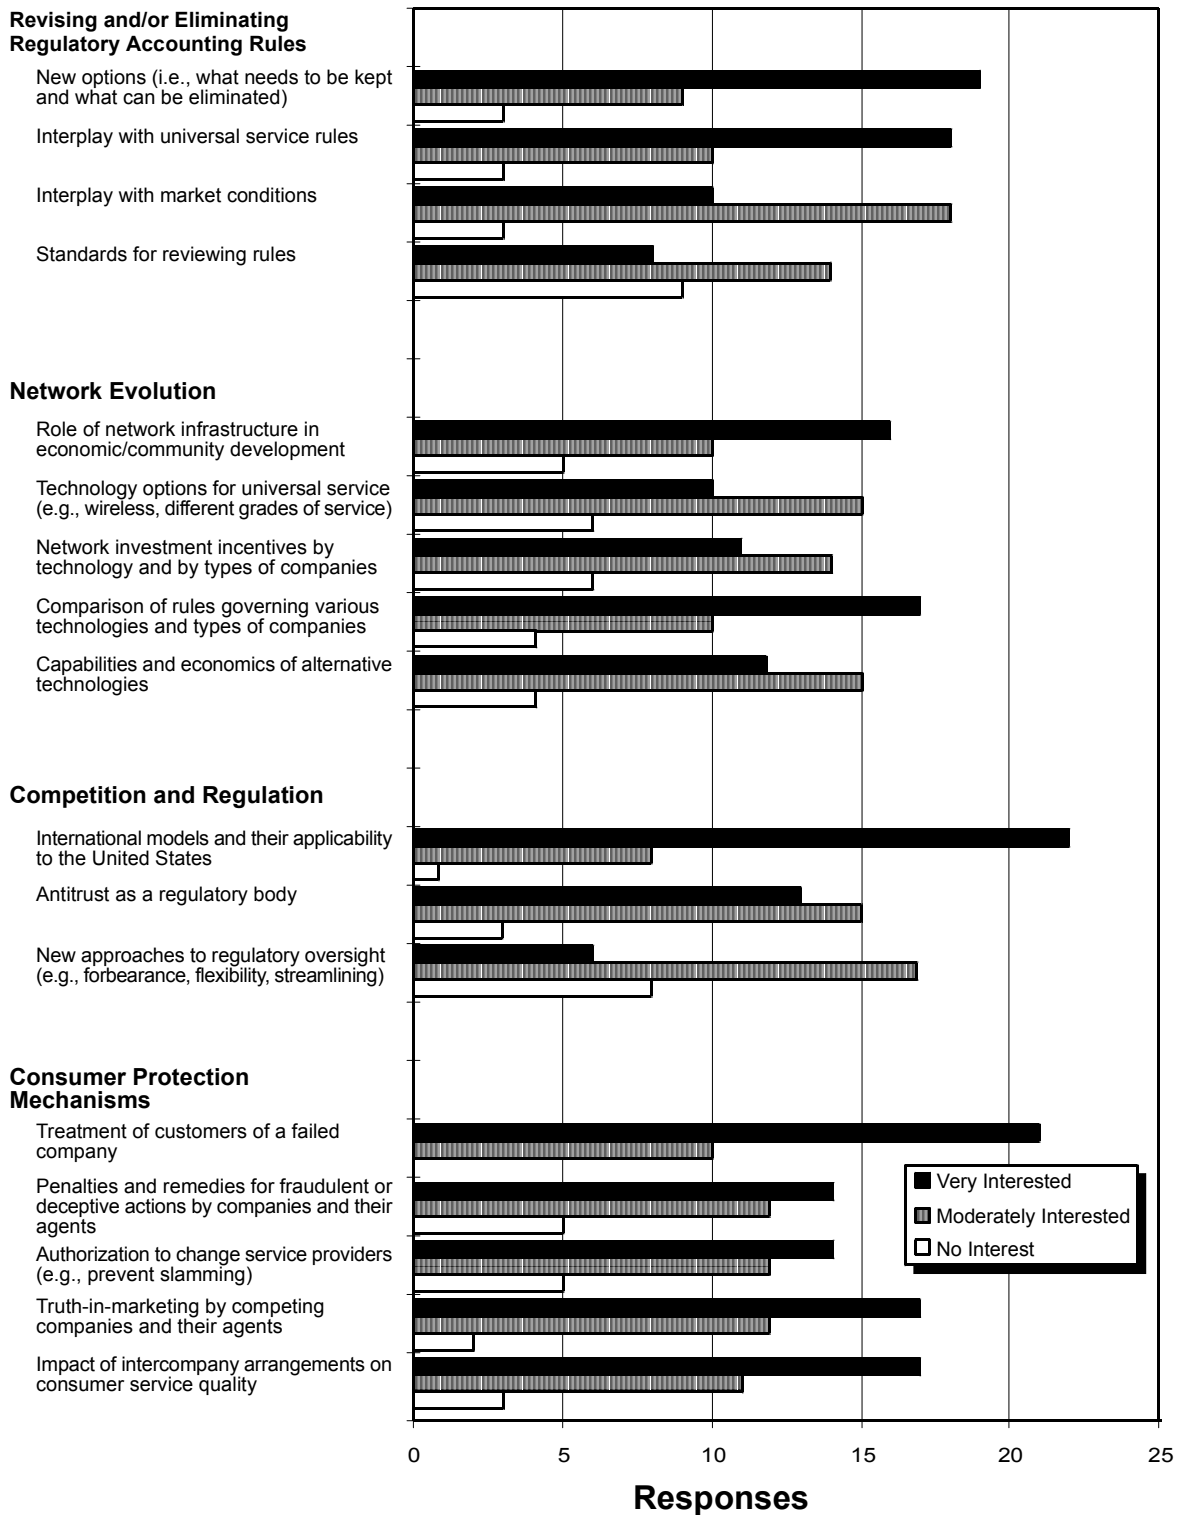 Revising and/or Eliminating
Regulatory Accounting Rules
New options (i.e., what needs to be kept
and what can be eliminated)
Interplay with universal service rules
Interplay with market conditions
Standards for reviewing rules
Network Evolution
Role of network infrastructure in
economic/community development
Technology options for universal service
(e.g., wireless, different grades of service)
Network investment incentives by
technology and by types of companies
Comparison of rules governing various
technologies and types of companies
Capabilities and economics of alternative
technologies
Competition and Regulation
International models and their applicability
to the United States
Antitrust as a regulatory body
New approaches to regulatory oversight
(e.g., forbearance, flexibility, streamlining)
Consumer Protection
Mechanisms
Treatment of customers of a failed
company
Penalties and remedies for fraudulent or
deceptive actions by companies and their
agents
Authorization to change service providers
(e.g., prevent slamming)
Truth-in-marketing by competing
companies and their agents
Impact of intercompany arrangements on
consumer service quality
Very Interested
Moderately Interested
No Interest
0 5 10 15 20 25
Responses